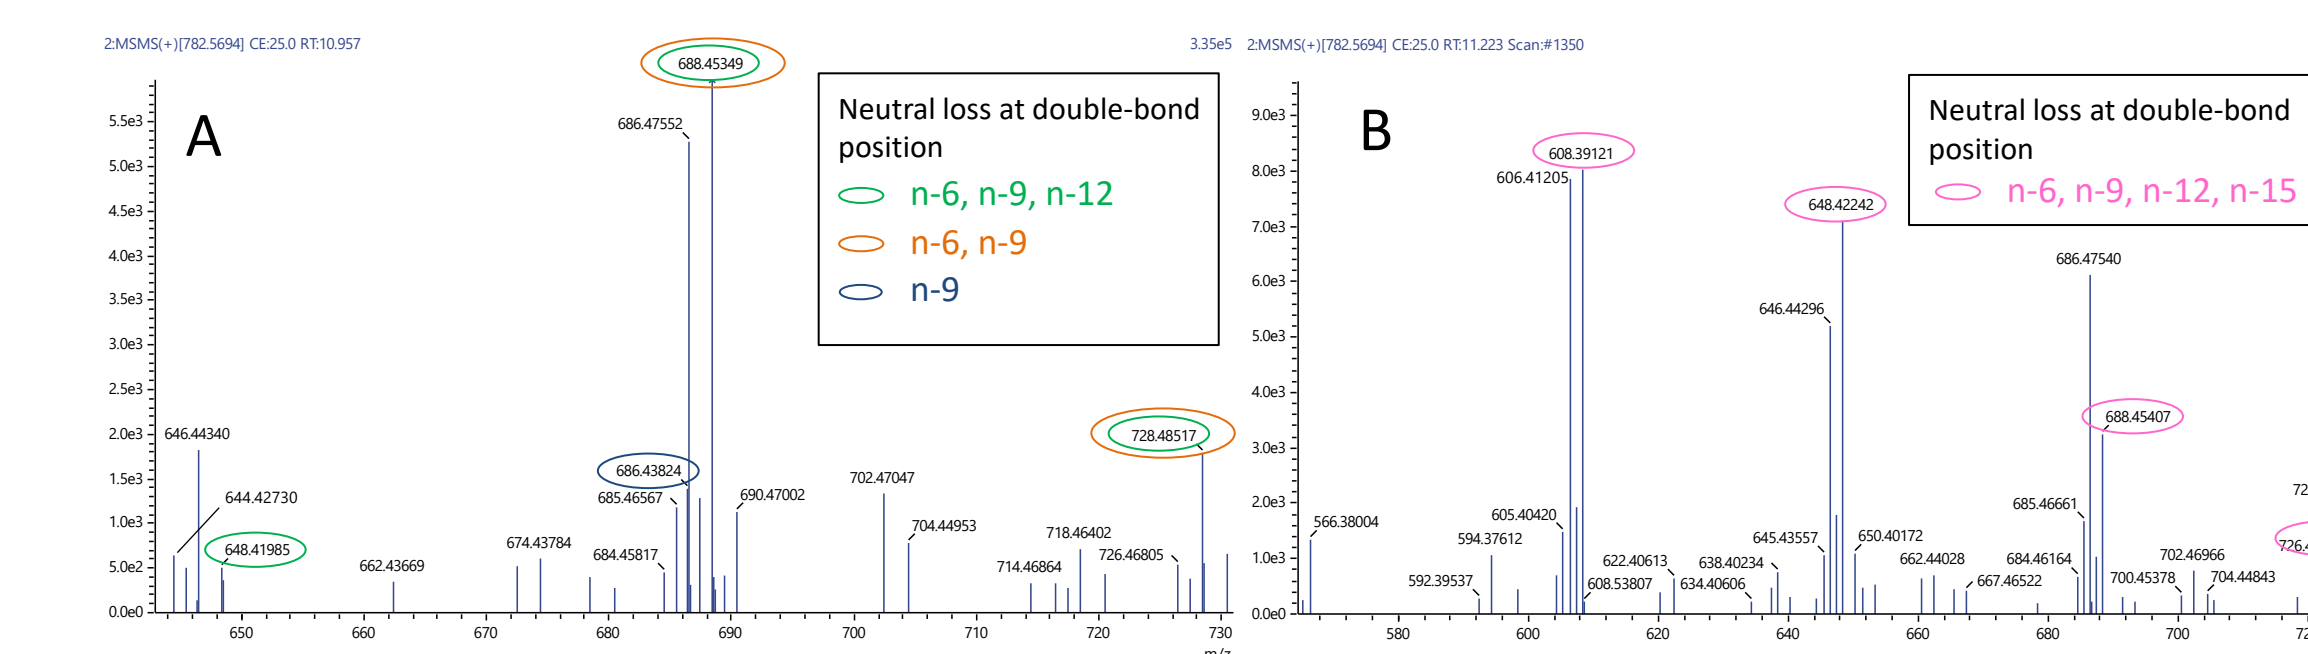 2:MSMS(+)[782.5694] CE:25.0 RT:10.957
3.35e5
2:MSMS(+)[782.5694] CE:25.0 RT:11.223 Scan:#1350
A
688.45349
686.47552
Neutral loss at double-bond
position
n-6, n-9, n-12
n-6, n-9
n-9
5.5e3
5.0e3
4.5e3
4.0e3
3.5e3
3.0e3
2.5e3
2.0e3
1.5e3
1.0e3
5.0e2
0.0e0
646.44340
644.42730
648.41985
662.43669
674.43784
684.45817
685.46567
686.43824
690.47002
702.47047
704.44953
714.46864
718.46402
726.46805
728.48517
650
660
670
680
690
700
710
720
730
m/z
B
608.39121
606.41205
648.42242
Neutral loss at double-bond
position
n-6, n-9, n-12, n-15
9.0e3
8.0e3
7.0e3
6.0e3
5.0e3
4.0e3
3.0e3
2.0e3
1.0e3
0.0e0
686.47540
646.44296
688.45407
566.38004
605.40420
594.37612
592.39537
608.53807
622.40613
634.40606
638.40234
645.43557
650.40172
662.44028
667.46522
685.46661
684.46164
700.45378
702.46966
704.44843
72
726.4
580
600
620
640
660
680
700
72